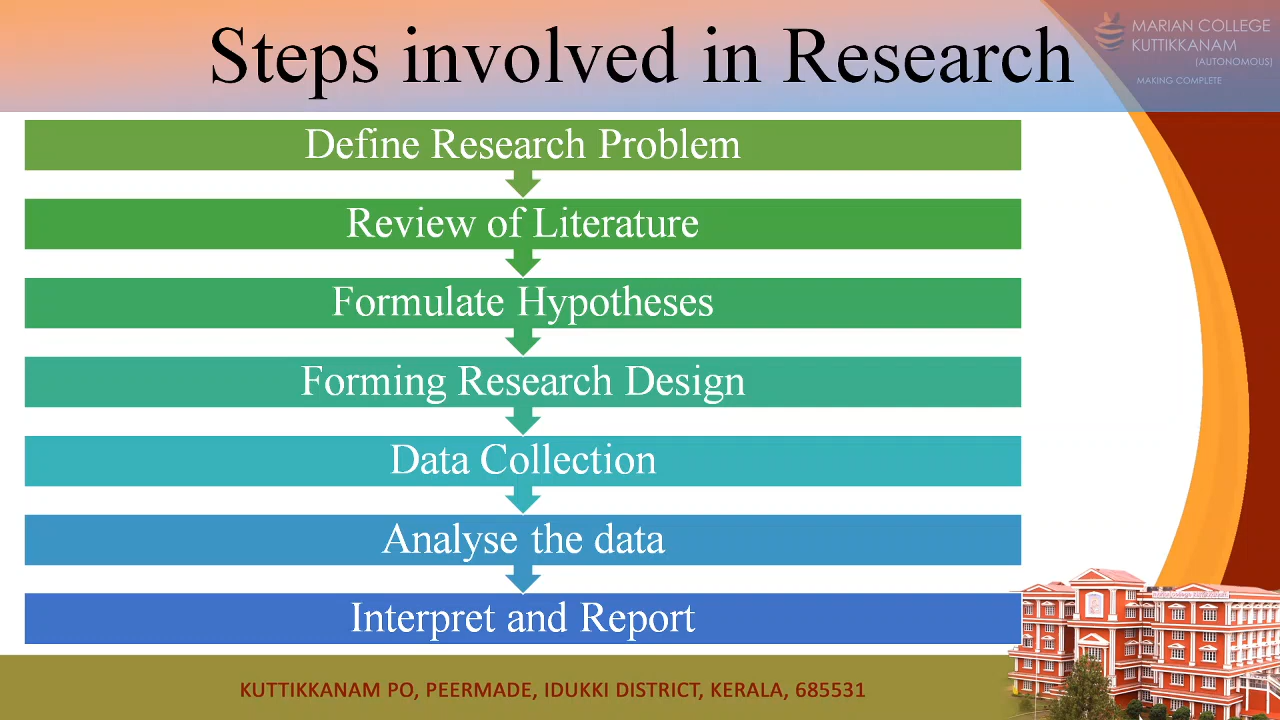 Steps involved in Research
MARIAN COLLEGE
KUTTIKKANAM
(AUTONOMOUS)
MAKING COMPLETE
Define Research Problem
Review of Literature
Formulate Hypotheses
Forming Research Design
Data Collection
Analyse the data
Interpret and Report
KUTTIKKANAM PO, PEERMADE, IDUKKI DISTRICT, KERALA, 685531